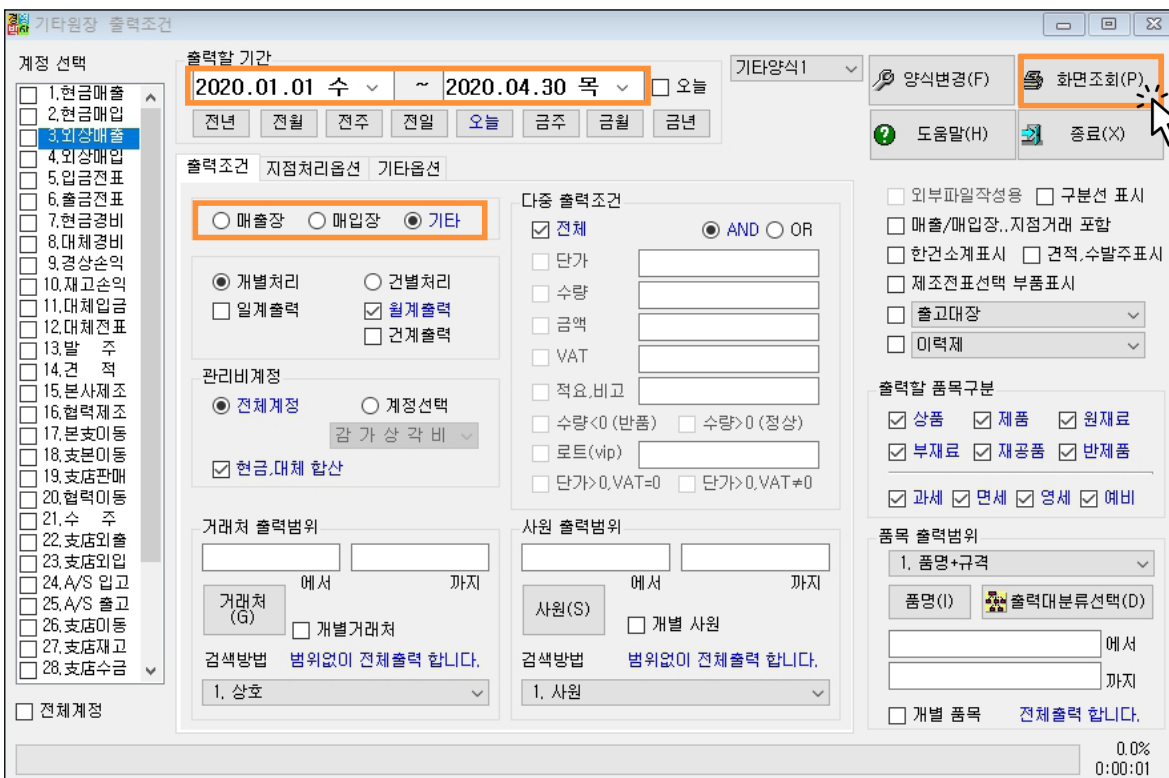 기타원장 출력조건
계정 선택
1.현금매출
2.현금매입
3.외상매출
4.외상매입
5.입금전표
6.출금전표
7.현금경비
8.대체경비
9.경상손익
10.재고손익
11.대체입금
12.대체전표
13.발 주
14.견 적
15.본사제조
16.협력제조
17.본支이동
18.支본이동
19.支店판매
20.협력이동
21.수 주
22.支店외출
23.支店외입
24.A/S 입고
25.A/S 출고
26.支店이동
27.支店재고
28.支店수금
전체계정
출력할 기간
2020.01.01 수 ~ 2020.04.30 목 오늘
전년 전월 전주 전일 오늘 금주 금월 금년
기타양식1
양식변경(F) 화면조회(P)
도움말(H) 종료(X)
출력조건 지점처리옵션 기타옵션
매출장 매입장 기타
개별처리 건별처리
일계출력 월계출력
건계출력
관리비계정
전체계정 계정선택
감 가 상 각 비
현금,대체 합산
다중 출력조건
전체 AND OR
단가
수량
금액
VAT
적요,비고
수량<0 (반품) 수량>0 (정상)
로트(vip)
단가>0,VAT=0 단가>0,VAT≠0
거래처 출력범위
에서 까지
거래처
(G)
개별거래처
검색방법 범위없이 전체출력 합니다.
1. 상호
사원 출력범위
에서 까지
사원(S)
개별 사원
검색방법 범위없이 전체출력 합니다.
1. 사원
외부파일작성용 구분선 표시
매출/매입장,.지점거래 포함
한건소계표시 견적,수발주표시
제조전표선택 부품표시
출고대장
이력제
출력할 품목구분
상품 제품 원재료
부재료 재공품 반제품
과세 면세 영세 예비
품목 출력범위
1. 품명+규격
품명(I) 출력대분류선택(D)
에서
까지
개별 품목 전체출력 합니다.
0.0%
0:00:01